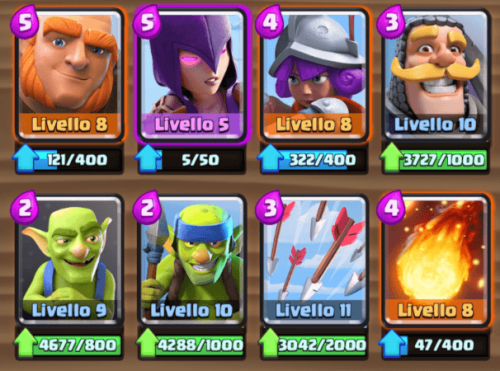 5 5 4 3
Livello 8 Livello 5 Livello 8 Livello 10
121/400 5/50 322/400 3727/1000
2 2 3 4
Livello 9 Livello 10 Livello 11 Livello 8
4677/800 4288/1000 3042/2000 47/400